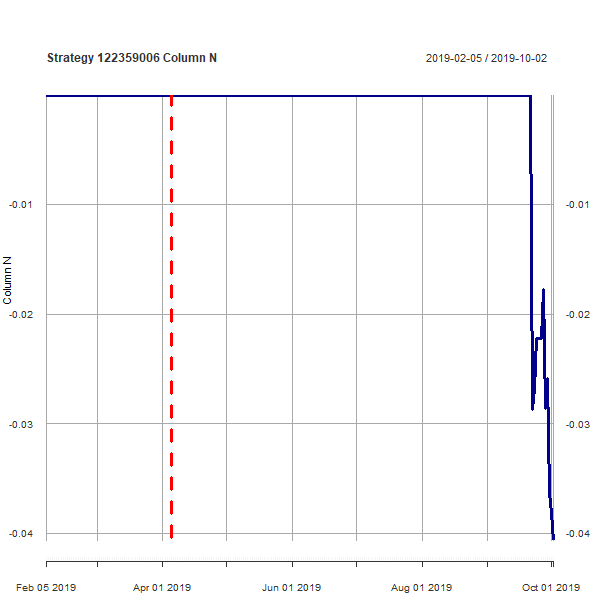 Strategy 122359006 Column N 2019-02-05 / 2019-10-02
-0.01 -0.01
Column N
-0.02 -0.02
-0.03 -0.03
-0.04 -0.04
Feb 05 2019 Apr 01 2019 Jun 01 2019 Aug 01 2019 Oct 01 2019